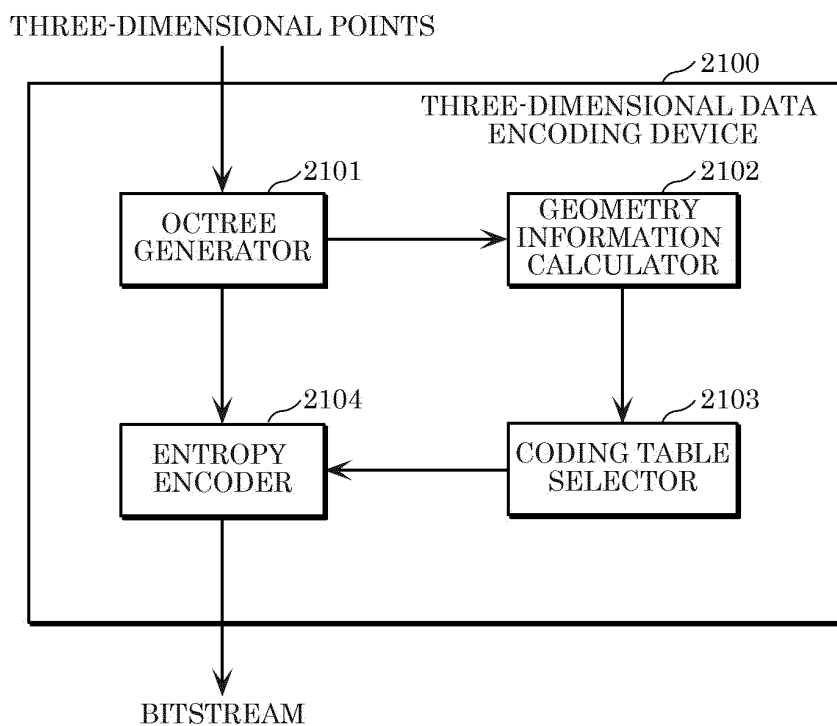 THREE-DIMENSIONAL POINTS
2100
THREE-DIMENSIONAL DATA
ENCODING DEVICE
2101
OCTREE
GENERATOR
2102
GEOMETRY
INFORMATION
CALCULATOR
2104
ENTROPY
ENCODER
2103
CODING TABLE
SELECTOR
BITSTREAM